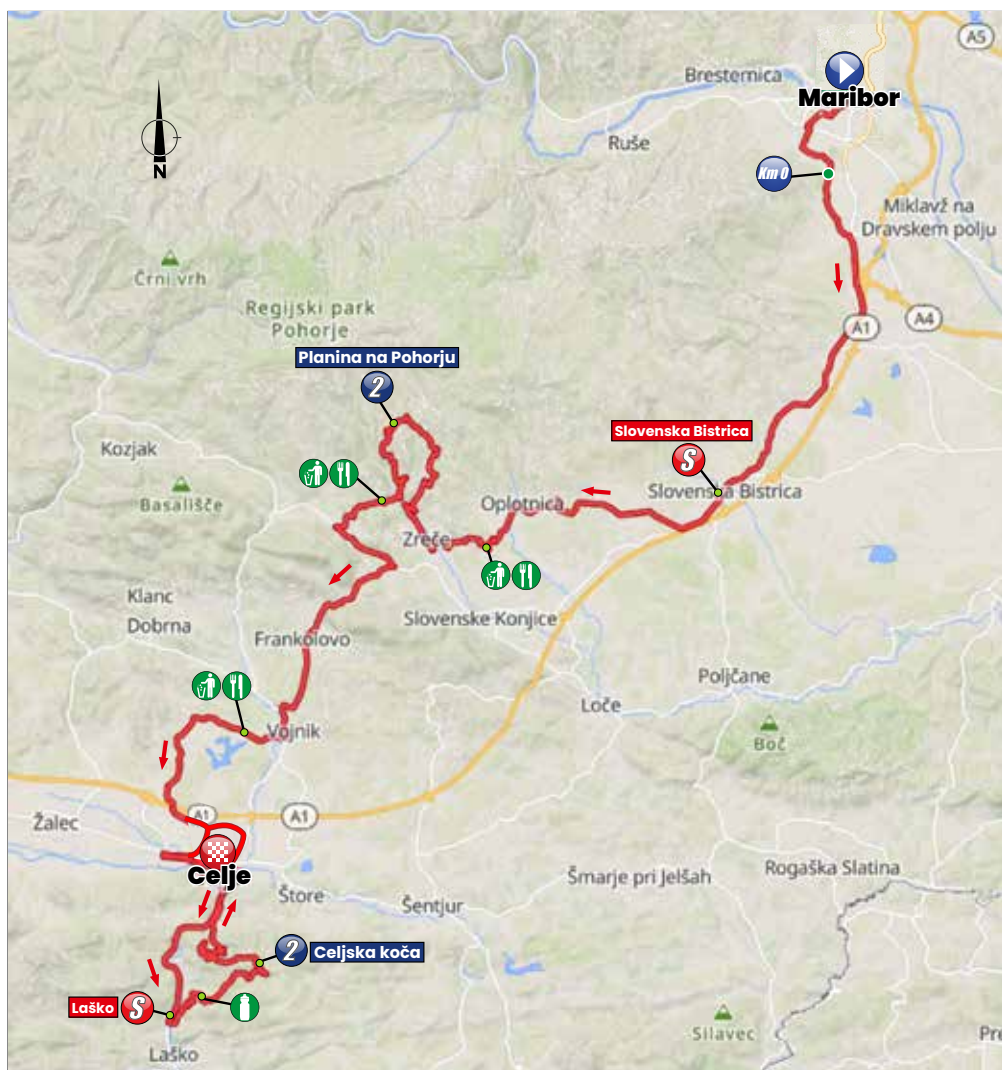 A5
Bresternica
Maribor
Ruše
N
Km 0
Miklavž na
Dravskem polju
Črni vrh
Regijski park
Pohorje
A1
A4
Planina na Pohorju
2
Slovenska Bistrica
S
Kozjak
Basališče
Oplotnica
Slovenska Bistrica
Zreče
Klanc
Dobrna
Slovenske Konjice
Frankolovo
Poljčane
Loče
Vojnik
Boč
A1
A1
Žalec
Celje
Štore
Šmarje pri Jelšah
Rogaška Slatina
Šentjur
2
Celjska koča
Laško
S
Silavec
Pre
Laško